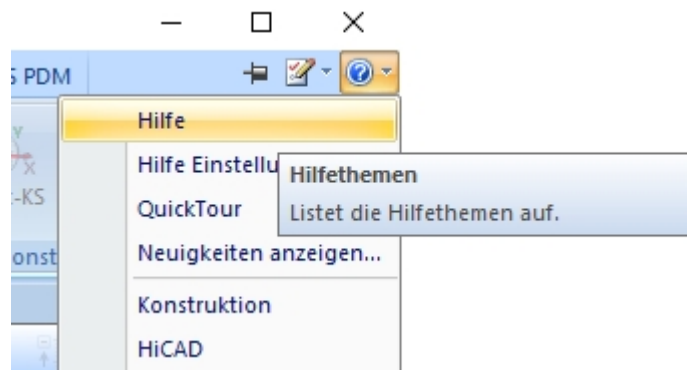 S PDM
Hilfe
Hilfe Einstellu
Hilfethemen
-KS
QuickTour
Listet die Hilfethemen auf.
onst
Neuigkeiten anzeigen...
Konstruktion
HiCAD